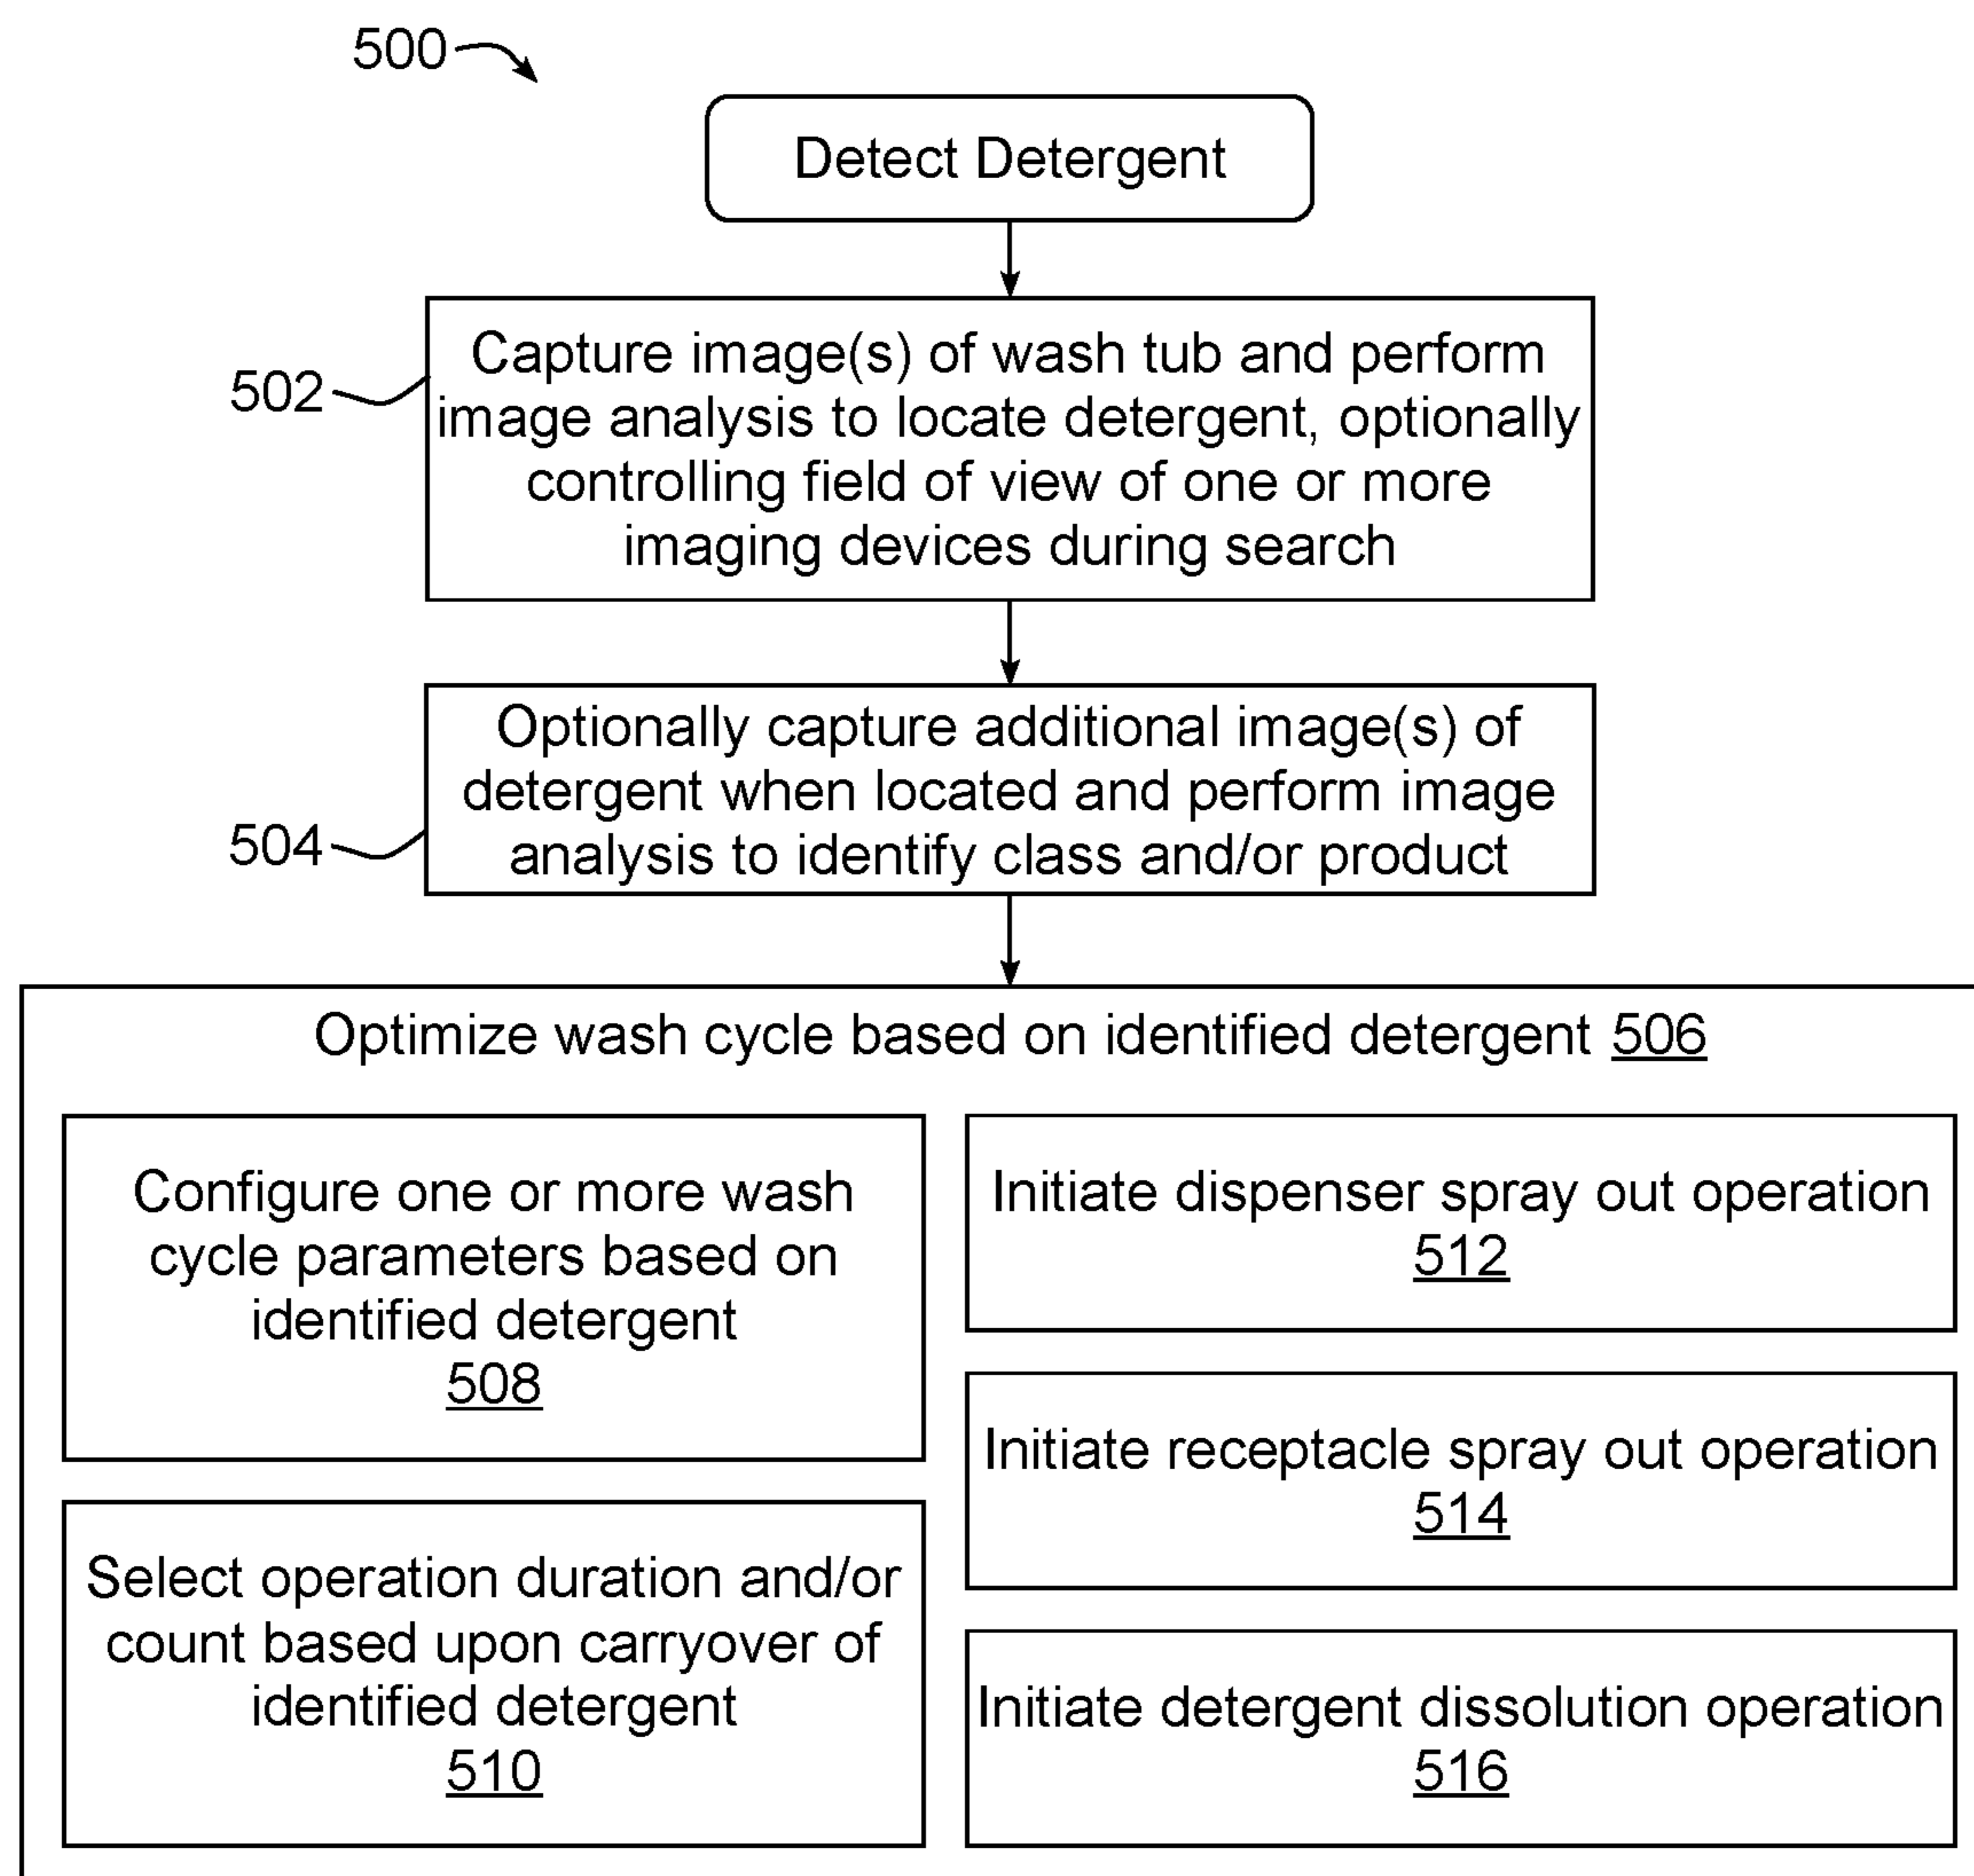 500
Detect Detergent
502
Capture image(s) of wash tub and perform
image analysis to locate detergent, optionally
controlling field of view of one or more
imaging devices during search
504
Optionally capture additional image(s) of
detergent when located and perform image
analysis to identify class and/or product
Optimize wash cycle based on identified detergent 506
Configure one or more wash
cycle parameters based on
identified detergent
508
Select operation duration and/or
count based upon carryover of
identified detergent
510
Initiate dispenser spray out operation
512
Initiate receptacle spray out operation
514
Initiate detergent dissolution operation
516